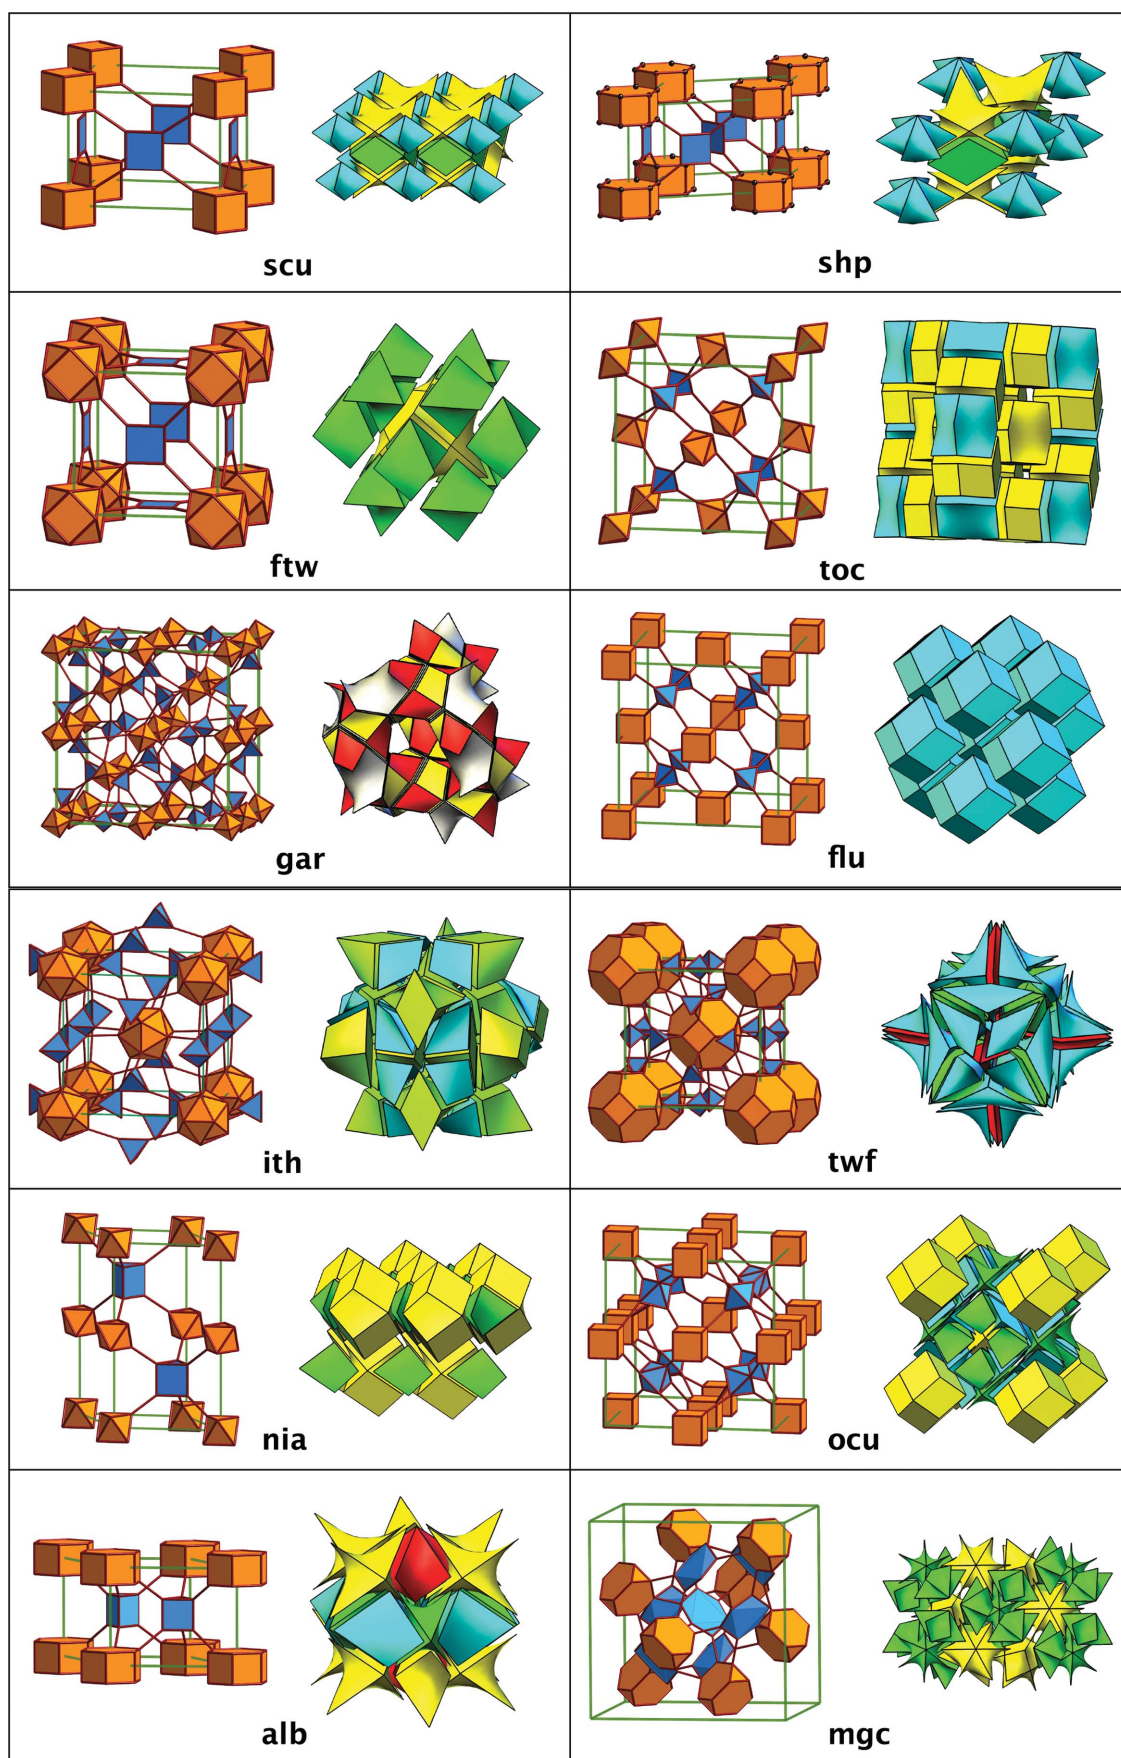 scu
shp
ftw
toc
gar
flu
ith
twf
nia
ocu
alb
mgc